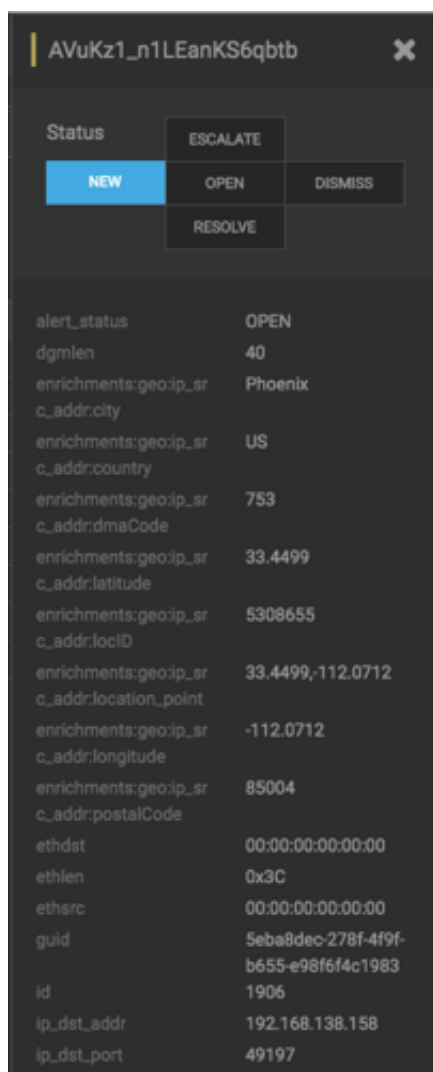 AVuKz1_n1LEanKS6qbtb
Status
ESCALATE
NEW
OPEN
DISMISS
RESOLVE
alert_status OPEN
dgmlen 40
enrichments:geo:ip_sr Phoenix
c_addr:city
enrichments:geo:ip_sr US
c_addr:country
enrichments:geo:ip_sr 753
c_addr:dmaCode
enrichments:geo:ip_sr 33.4499
c_addr:latitude
enrichments:geo:ip_sr 5308655
c_addr:locID
enrichments:geo:ip_sr 33.4499,-112.0712
c_addr:location_point
enrichments:geo:ip_sr -112.0712
c_addr:longitude
enrichments:geo:ip_sr 85004
c_addr:postalCode
ethdst 00:00:00:00:00:00
ethlen 0x3C
ethsrc 00:00:00:00:00:00
guid 5eba8dec-278f-4f9f-
b655-e98f6f4c1983
id 1906
ip_dst_addr 192.168.138.158
ip_dst_port 49197